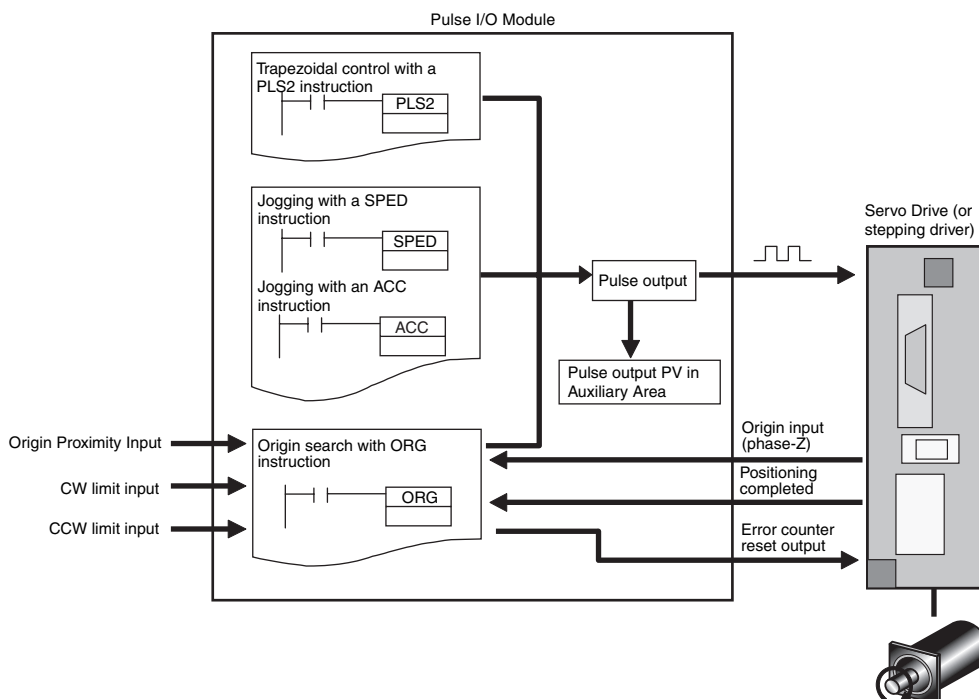 Pulse I/O Module
Trapezoidal control with a
PLS2 instruction
PLS2
Jogging with a SPED
instruction
SPED
Jogging with an ACC
instruction
ACC
Pulse output
Pulse output PV in
Auxiliary Area
Servo Drive (or
stepping driver)
Origin Proximity Input
CW limit input
CCW limit input
Origin search with ORG
instruction
ORG
Origin input
(phase-Z)
Positioning
completed
Error counter
reset output